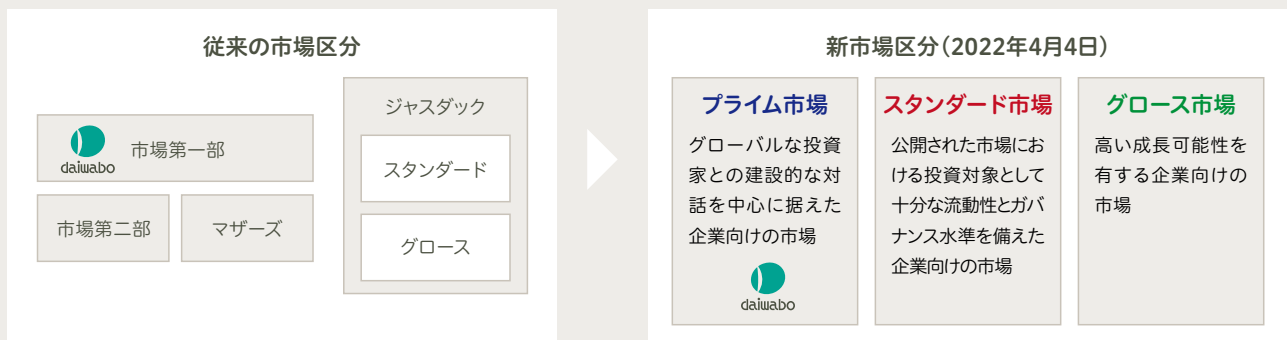 従来の市場区分
daiwabo
市場第一部
市場第二部
マザーズ
ジャスダック
スタンダード
グロース
新市場区分（2022年4月4日）
プライム市場
グローバルな投資
家との建設的な対
話を中心に据えた
企業向けの市場
daiwabo
スタンダード市場
公開された市場にお
ける投資対象として
十分な流動性とガバ
ナンス水準を備えた
企業向けの市場
グロース市場
高い成長可能性を
有する企業向けの
市場